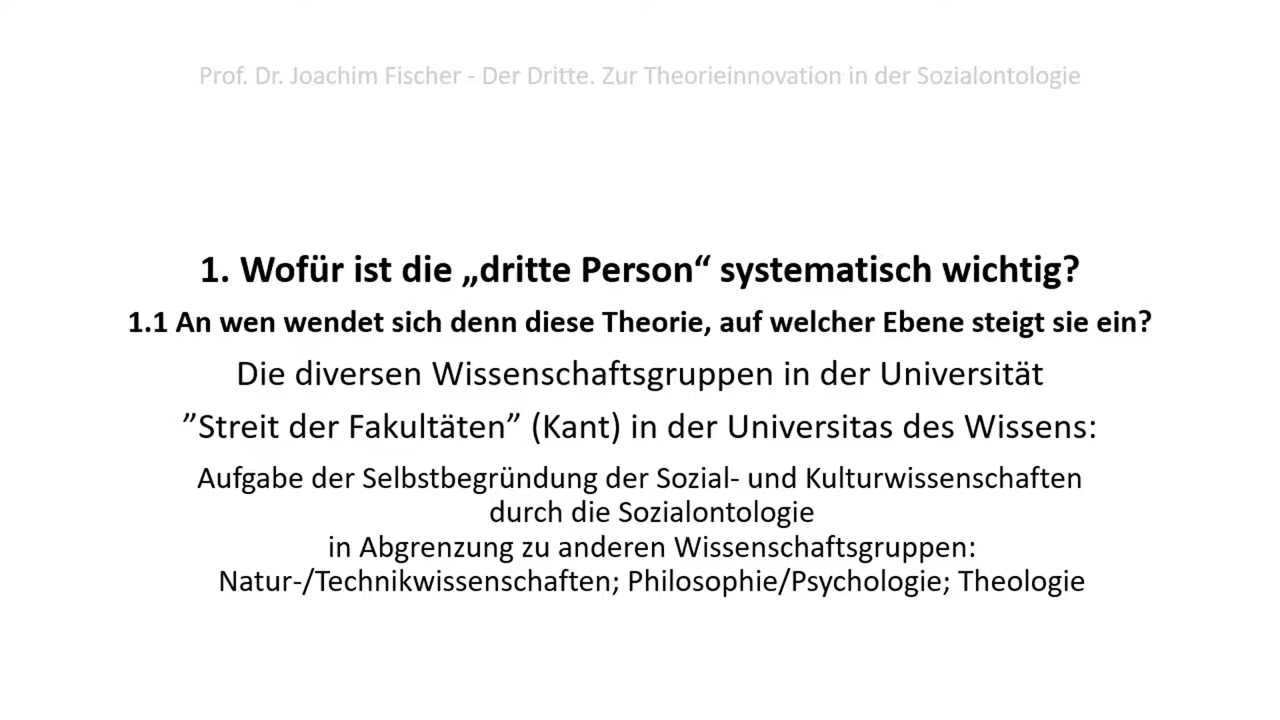 Prof. Dr. Joachim Fischer - Der Dritte. Zur Theorieinnovation in der Sozialontologie
1. Wofür ist die „dritte Person“ systematisch wichtig?
1.1 An wen wendet sich denn diese Theorie, auf welcher Ebene steigt sie ein?
Die diversen Wissenschaftsgruppen in der Universität
”Streit der Fakultäten” (Kant) in der Universitas des Wissens:
Aufgabe der Selbstbegründung der Sozial- und Kulturwissenschaften
durch die Sozialontologie
in Abgrenzung zu anderen Wissenschaftsgruppen:
Natur-/Technikwissenschaften; Philosophie/Psychologie; Theologie